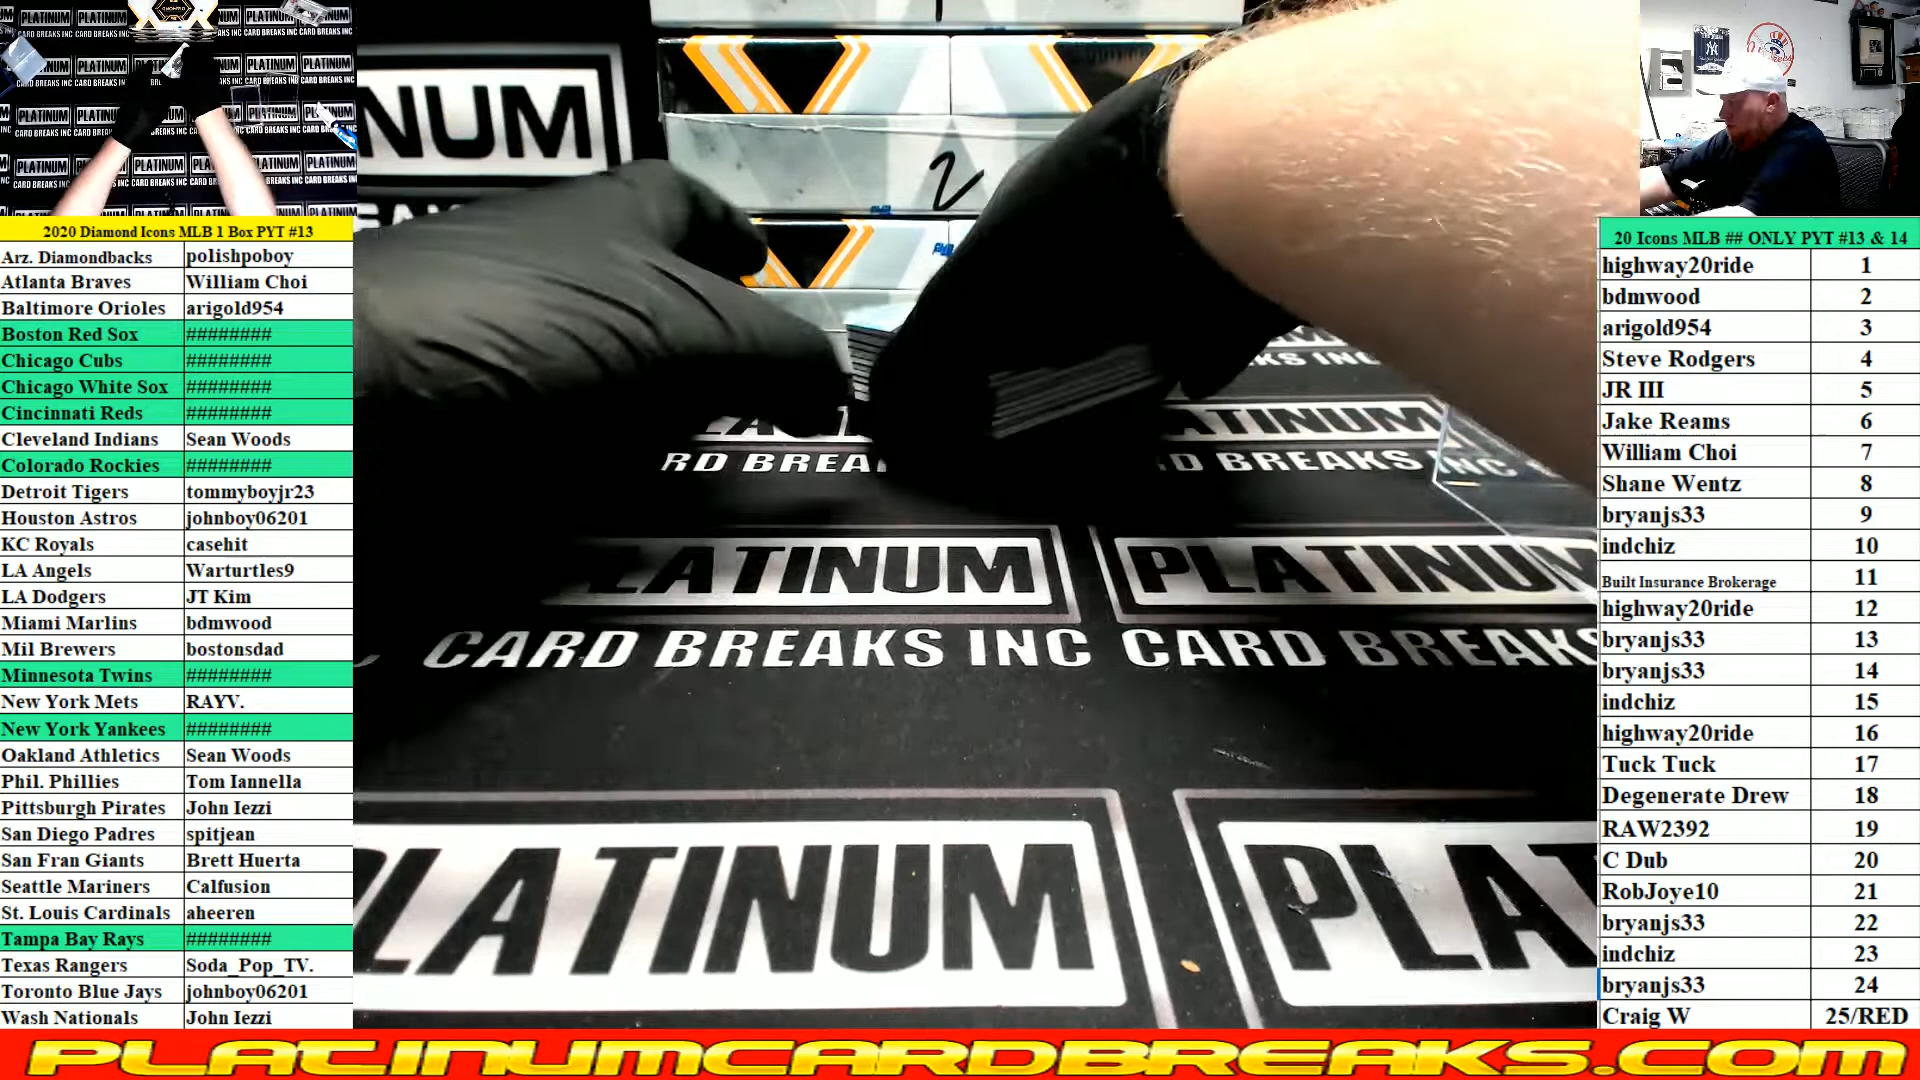 2020 Diamond Icons MLB 1 Box PYT #13
Arz. Diamondbacks polishpoboy
Atlanta Braves William Choi
Baltimore Orioles arigold954
Boston Red Sox ########
Chicago Cubs ########
Chicago White Sox ########
Cincinnati Reds ########
Cleveland Indians Sean Woods
Colorado Rockies ########
Detroit Tigers tommyboyjr23
Houston Astros johnboy06201
KC Royals casehit
LA Angels Warturtles9
LA Dodgers JT Kim
Miami Marlins bdmwood
Mil Brewers bostonsdad
Minnesota Twins ########
New York Mets RAYV.
New York Yankees ########
Oakland Athletics Sean Woods
Phil. Phillies Tom Iannella
Pittsburgh Pirates John Iezzi
San Diego Padres spitjean
San Fran Giants Brett Huerta
Seattle Mariners Calfusion
St. Louis Cardinals aheeren
Tampa Bay Rays ########
Texas Rangers Soda_Pop_TV.
Toronto Blue Jays johnboy06201
Wash Nationals John Iezzi
NUM
2
RD BREA
D BREAKS INC
LATINUM PLATINUM
CARD BREAKS INC CARD BREAKS
PLATINUM PLAT
20 Icons MLB ## ONLY PYT #13 & 14
highway20ride 1
bdmwood 2
arigold954 3
Steve Rodgers 4
JR III 5
Jake Reams 6
William Choi 7
Shane Wentz 8
bryanjs33 9
indchiz 10
Built Insurance Brokerage 11
highway20ride 12
bryanjs33 13
bryanjs33 14
indchiz 15
highway20ride 16
Tuck Tuck 17
Degenerate Drew 18
RAW2392 19
C Dub 20
RobJoye10 21
bryanjs33 22
indchiz 23
bryanjs33 24
Craig W 25/RED
PLATINUMCARDBREAKS.COM